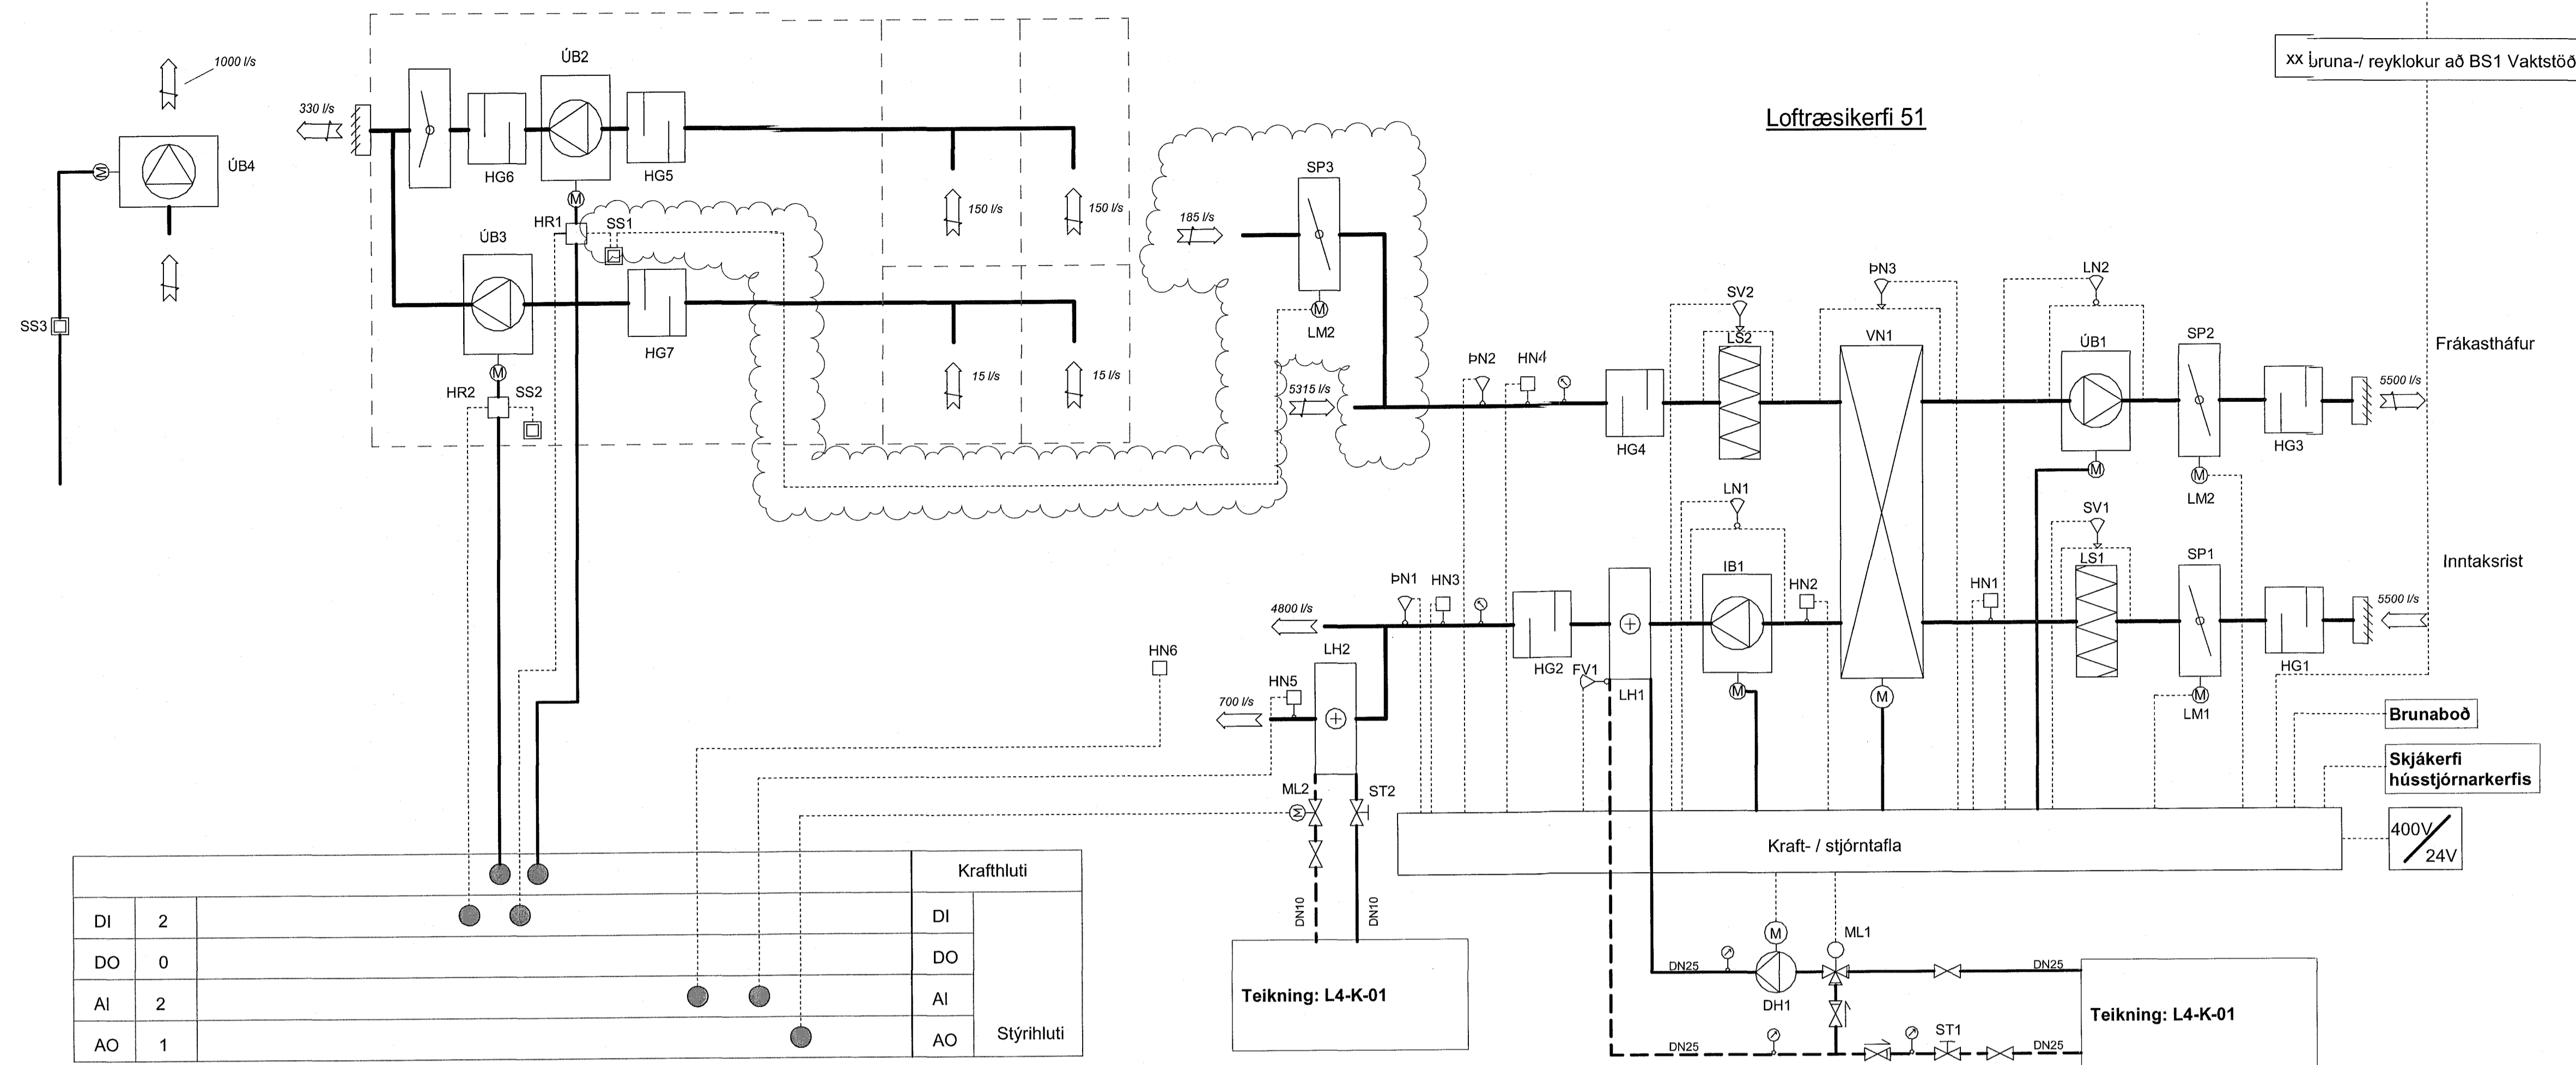 1000 l/s
ÚB4
SS3
330 l/s
ÚB2
HG6
HG5
M
HR1
SS1
ÚB3
M
HG7
HR2
SS2
150 l/s
150 l/s
15 l/s
15 l/s
M
185 l/s
SP3
M
LM2
5315 l/s
Loftræsikerfi 51
xx
bruna-/ reyklokur að BS1 Vaktstöð
ÞN2
HN4
HG4
SV2
LS2
ÞN3
VN1
LN2
ÚB1
M
SP2
M
LM2
HG3
5500 l/s
Frákastháfur
4800 l/s
ÞN1
HN3
HG2
FV1
LH1
LN1
IB1
M
HN2
M
HN1
SV1
LS1
SP1
M
LM1
HG1
5500 l/s
Inntaksrist
HN6
HN5
700 l/s
LH2
ML2
M
ST2
DN10
DN10
Brunaboð
Skjákerfi
hússtjórnarkerfis
400V
24V
Kraft- / stjórntafla
Krafthluti
DI 2 DI
DO 0 DO
AI 2 AI
AO 1 AO
Stýrihluti
Teikning: L4-K-01
M
ML1
DN25
DH1
DN25
DN25
ST1
DN25
Teikning: L4-K-01